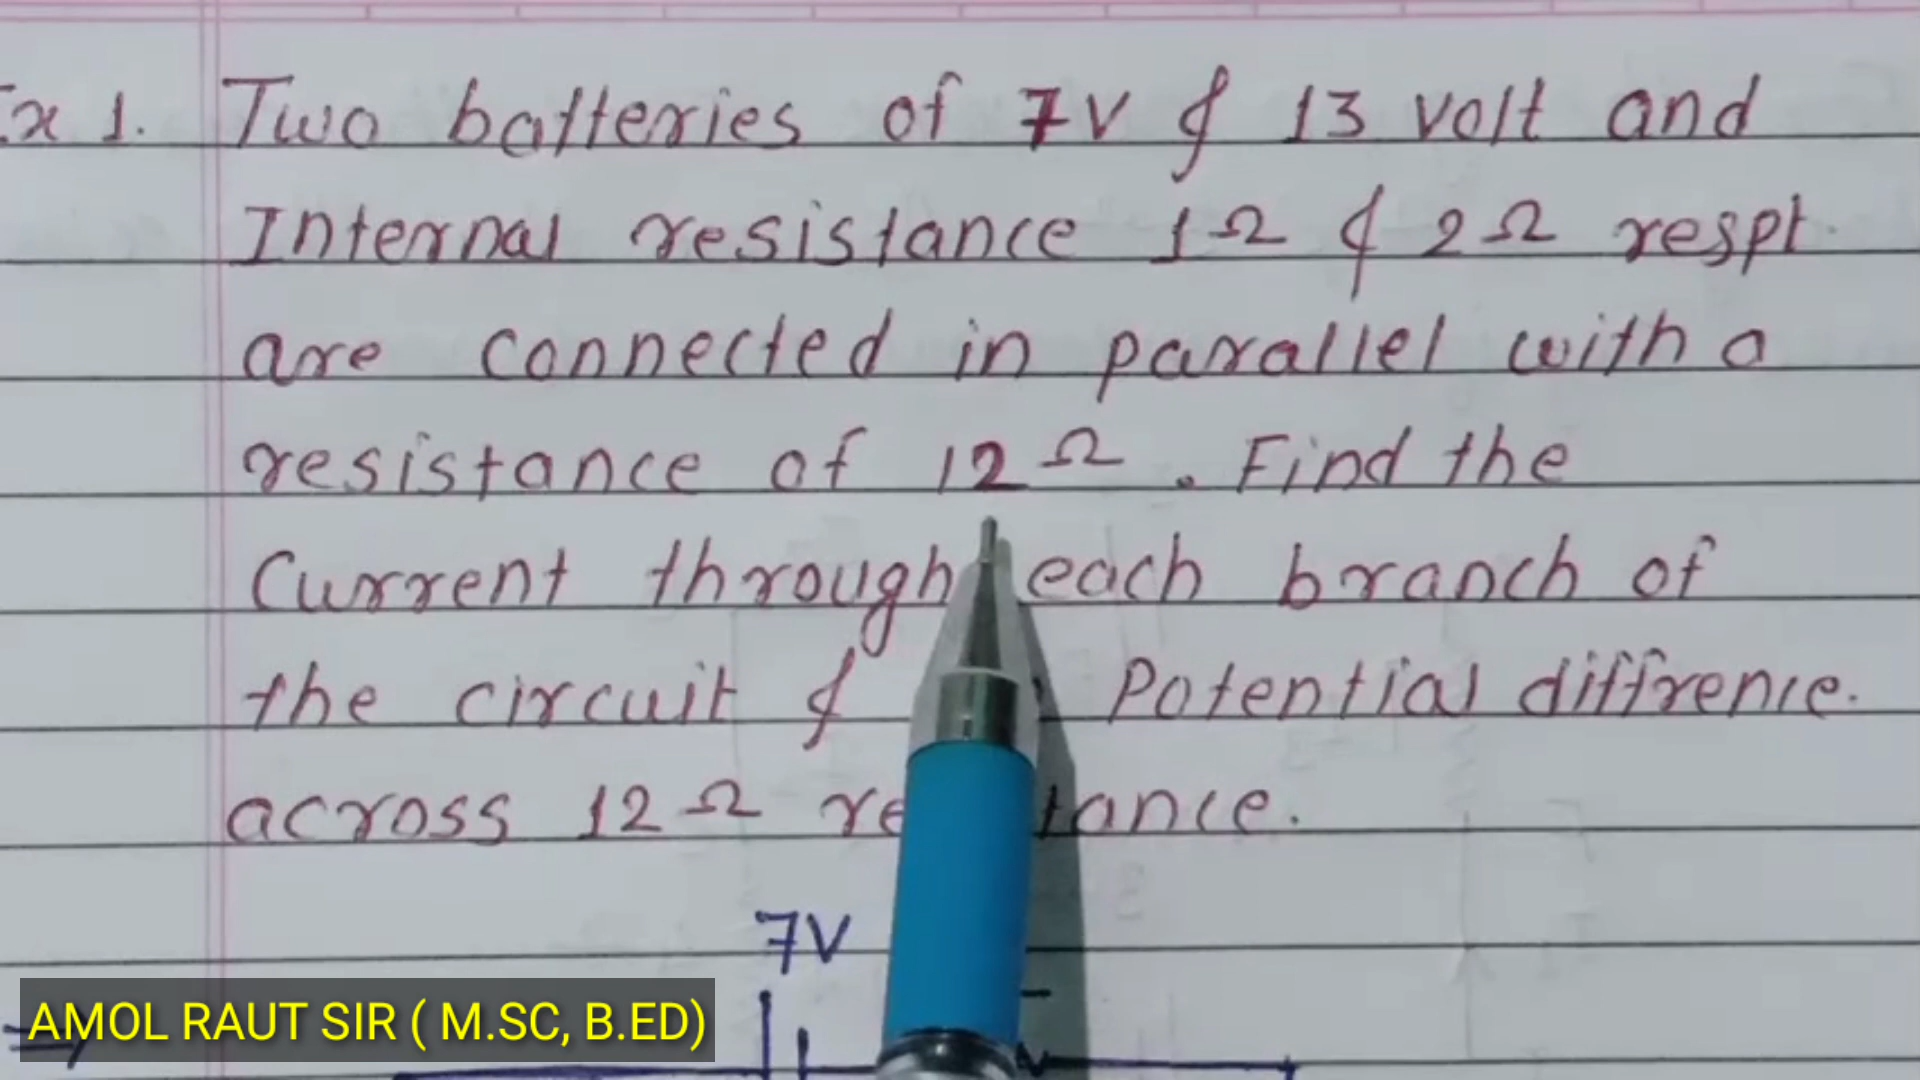 Ex 1. Two batteries of 7V & 13 volt and
Internal resistance 1Ω & 2Ω respt.
are connected in parallel with a
resistance of 12Ω. Find the
Current through each branch of
the circuit & Potential diffrence.
across 12Ω
7V
AMOL RAUT SIR ( M.SC, B.ED)